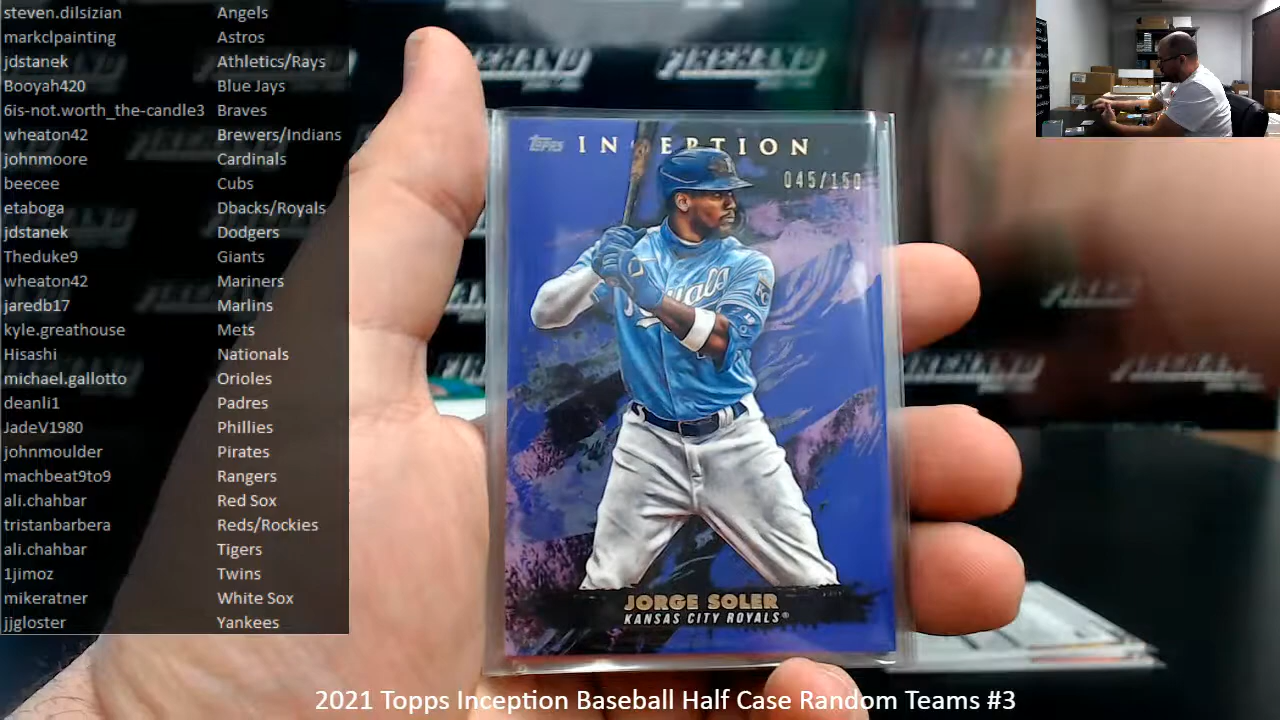 steven.dilsizian Angels
markclpainting Astros
jdstanek Athletics/Rays
Booyah420 Blue Jays
6is-not.worth_the-candle3 Braves
wheaton42 Brewers/Indians
johnmoore Cardinals
beecee Cubs
etaboga Dbacks/Royals
jdstanek Dodgers
Theduke9 Giants
wheaton42 Mariners
jaredb17 Marlins
kyle.greathouse Mets
Hisashi Nationals
michael.gallotto Orioles
deanli1 Padres
JadeV1980 Phillies
johnmoulder Pirates
machbeat9to9 Rangers
ali.chahbar Red Sox
tristanbarbera Reds/Rockies
ali.chahbar Tigers
1jimoz Twins
mikeratner White Sox
jjgloster Yankees
TOPPS INCEPTION
045/150
Royals
KC
JORGE SOLER
KANSAS CITY ROYALS®
FIREHAND
2021 Topps Inception Baseball Half Case Random Teams #3